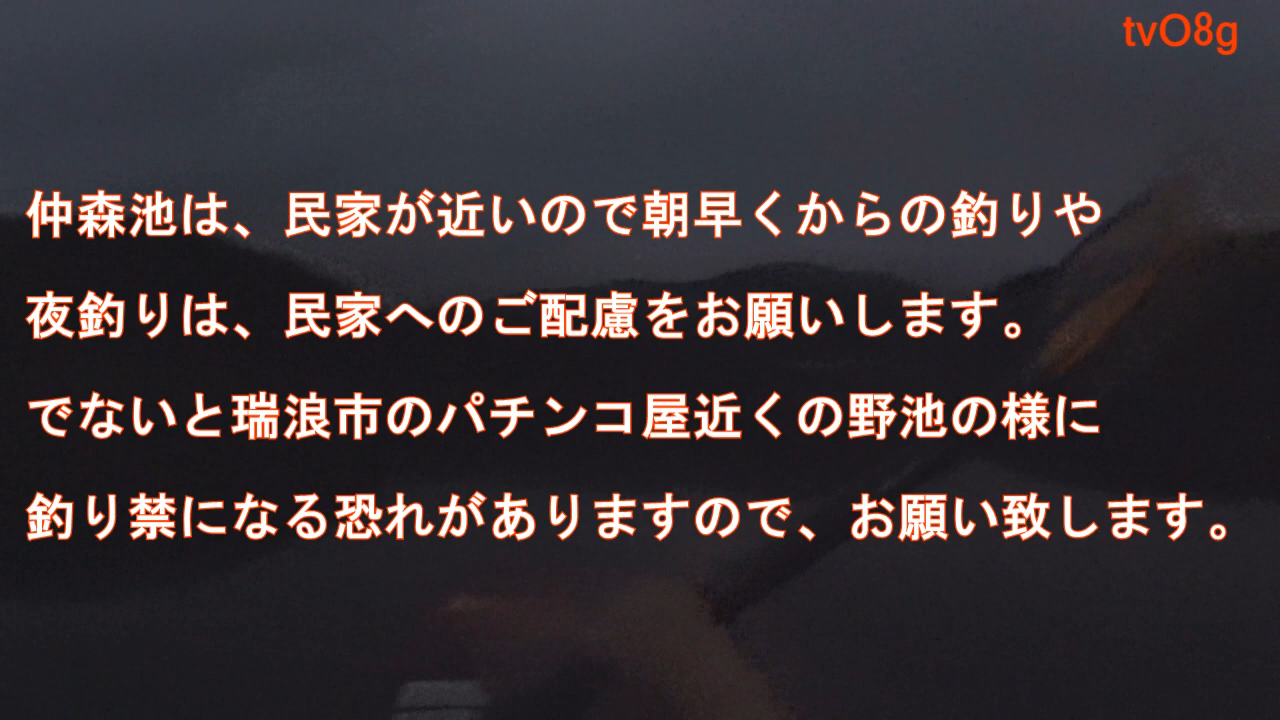 tvO8g
仲森池は、民家が近いので朝早くからの釣りや
夜釣りは、民家へのご配慮をお願いします。
でないと瑞浪市のパチンコ屋近くの野池の様に
釣り禁になる恐れがありますので、お願い致します。